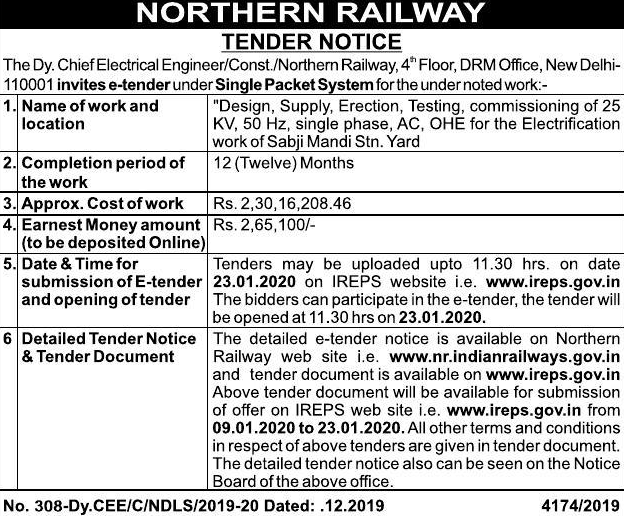 NORTHERN RAILWAY
TENDER NOTICE
The Dy. Chief Electrical Engineer/Const./Northern Railway, 4th Floor, DRM Office, New Delhi-
110001 invites e-tender under Single Packet System for the under noted work:-
1. Name of work and
location
"Design, Supply, Erection, Testing, commissioning of 25
KV, 50 Hz, single phase, AC, OHE for the Electrification
work of Sabji Mandi Stn. Yard
2. Completion period of
the work
12 (Twelve) Months
3. Approx. Cost of work
Rs. 2,30,16,208.46
4. Earnest Money amount
(to be deposited Online)
Rs. 2,65,100/-
5. Date & Time for
submission of E-tender
and opening of tender
Tenders may be uploaded upto 11.30 hrs. on date
23.01.2020 on IREPS website i.e. www.ireps.gov.in
The bidders can participate in the e-tender, the tender will
be opened at 11.30 hrs on 23.01.2020.
6 Detailed Tender Notice
& Tender Document
The detailed e-tender notice is available on Northern
Railway web site i.e. www.nr.indianrailways.gov.in
and tender document is available on www.ireps.gov.in
Above tender document will be available for submission
of offer on IREPS web site i.e. www.ireps.gov.in from
09.01.2020 to 23.01.2020. All other terms and conditions
in respect of above tenders are given in tender document.
The detailed tender notice also can be seen on the Notice
Board of the above office.
No. 308-Dy.CEE/C/NDLS/2019-20 Dated: .12.2019 4174/2019